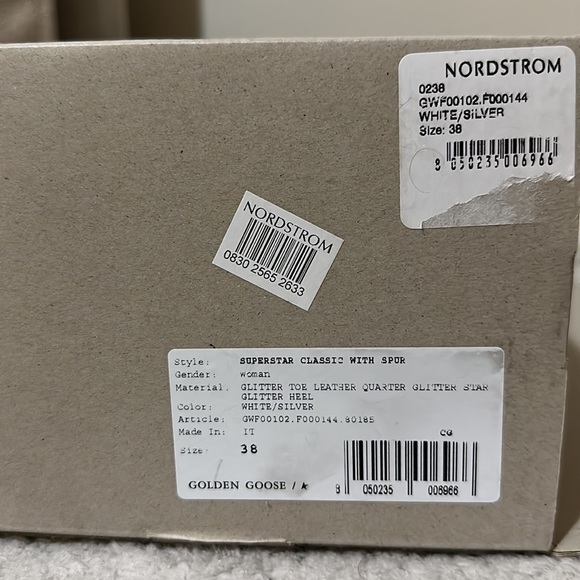 NORDSTROM
0238
GWF00102.F000144
WHITE/SILVER
Size: 38
8 050235 006966
NORDSTROM
0830 2565 2633
Style: SUPERSTAR CLASSIC WITH SPUR
Gender: woman
Material: GLITTER TOE LEATHER QUARTER GLITTER STAR
GLITTER HEEL
Color: WHITE/SILVER
Article: GWF00102.F000144.80185
Made In: IT
CG
Size: 38
GOLDEN GOOSE /
8 050235 006966